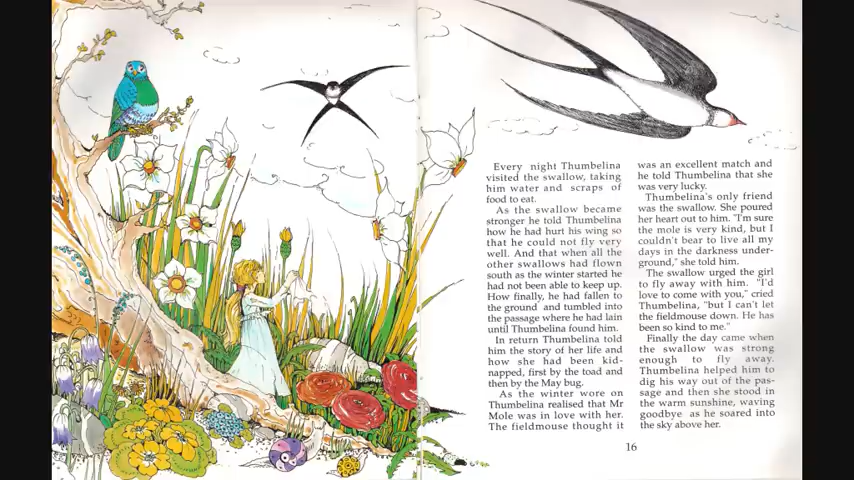 Every night Thumbelina
visited the swallow, taking
him water and scraps of
food to eat.
As the swallow became
stronger he told Thumbelina
how he had hurt his wing so
that he could not fly very
well. And that when all the
other swallows had flown
south as the winter started he
had not been able to keep up.
How finally, he had fallen to
the ground and tumbled into
the passage where he had lain
until Thumbelina found him.
In return Thumbelina told
him the story of her life and
how she had been kid-
napped, first by the toad and
then by the May bug.
As the winter wore on
Thumbelina realised that Mr
Mole was in love with her.
The fieldmouse thought it
was an excellent match and
he told Thumbelina that she
was very lucky.
Thumbelina's only friend
was the swallow. She poured
her heart out to him. "I'm sure
the mole is very kind, but I
couldn't bear to live all my
days in the darkness under-
ground," she told him.
The swallow urged the girl
to fly away with him. "I'd
love to come with you," cried
Thumbelina, "but I can't let
the fieldmouse down. He has
been so kind to me."
Finally the day came when
the swallow was strong
enough to fly away.
Thumbelina helped him to
dig his way out of the pas-
sage and then she stood in
the warm sunshine, waving
goodbye as he soared into
the sky above her.
16